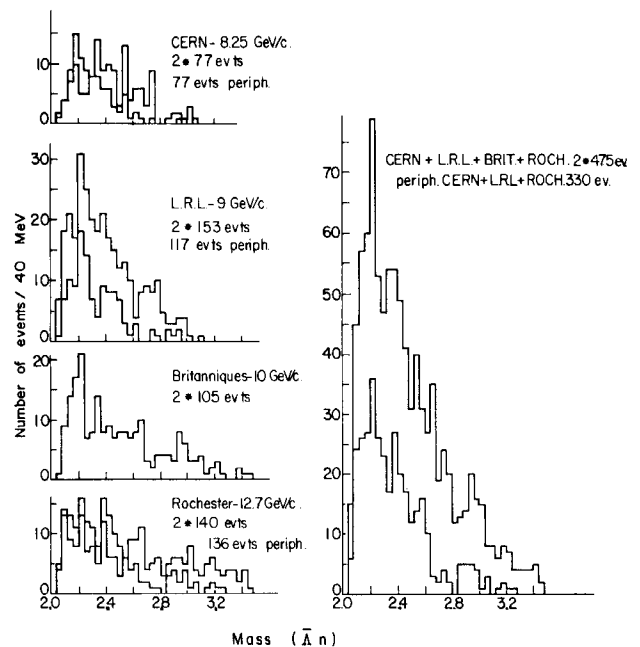 CERN - 8.25 GeV/c.
2 • 77 evts
77 evts periph.
10
0
30
L.R.L - 9 GeV/c.
2 • 153 evts
117 evts periph.
20
10
0
Number of events / 40 MeV
20
Britanniques - 10 GeV/c.
2 • 105 evts
10
0
Rochester - 12.7 GeV/c.
2 • 140 evts
136 evts periph.
10
0
2.0 2.4 2.8 3.2
CERN + L.R.L. + BRIT. + ROCH. 2•475 ev.
periph. CERN + LRL + ROCH. 330 ev.
70
60
50
40
30
20
10
0
2.0 2.4 2.8 3.2
Mass (Λ̄ n)